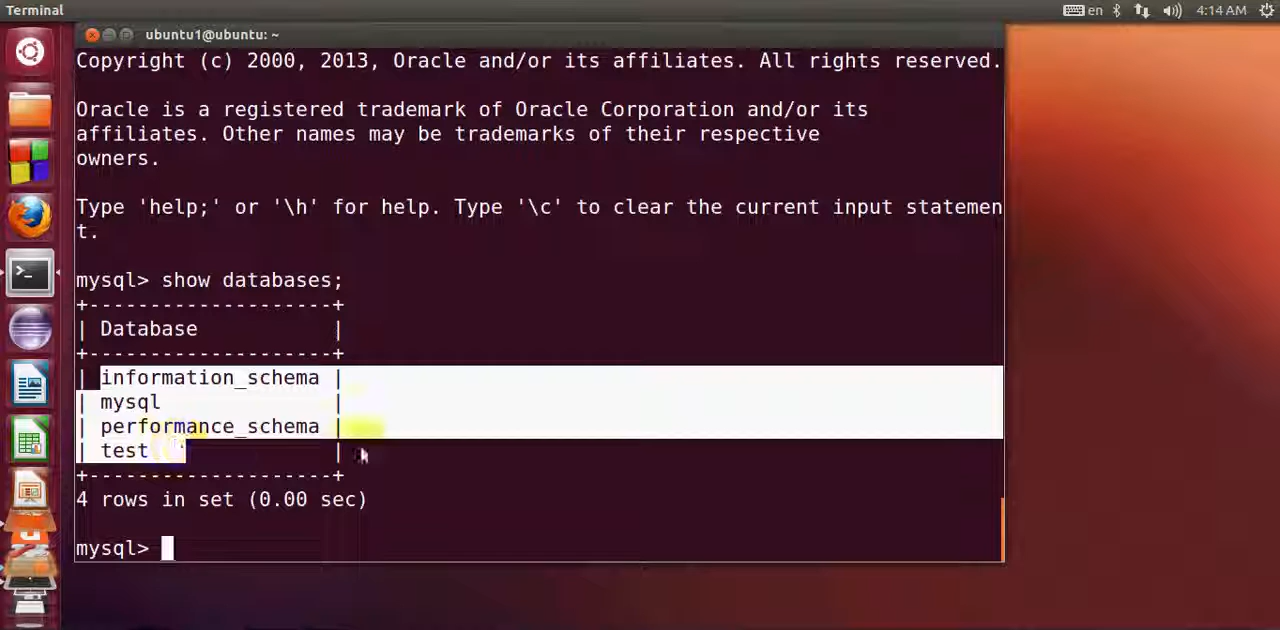 Terminal
en
4:14 AM
ubuntu1@ubuntu: ~
Copyright (c) 2000, 2013, Oracle and/or its affiliates. All rights reserved.
Oracle is a registered trademark of Oracle Corporation and/or its
affiliates. Other names may be trademarks of their respective
owners.
Type 'help;' or '\h' for help. Type '\c' to clear the current input statemen
t.
mysql> show databases;
+--------------------+
| Database           |
+--------------------+
| information_schema |
| mysql              |
| performance_schema |
| test               |
+--------------------+
4 rows in set (0.00 sec)
mysql>